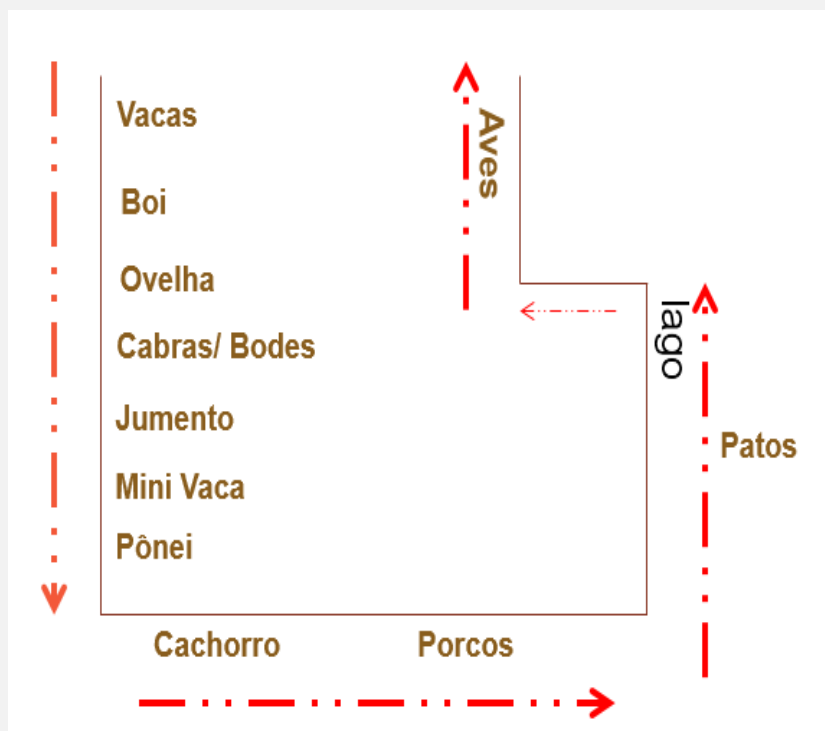 Vacas
Aves
Boi
Ovelha
lago
Cabras/ Bodes
Jumento
Patos
Mini Vaca
Pônei
Cachorro
Porcos